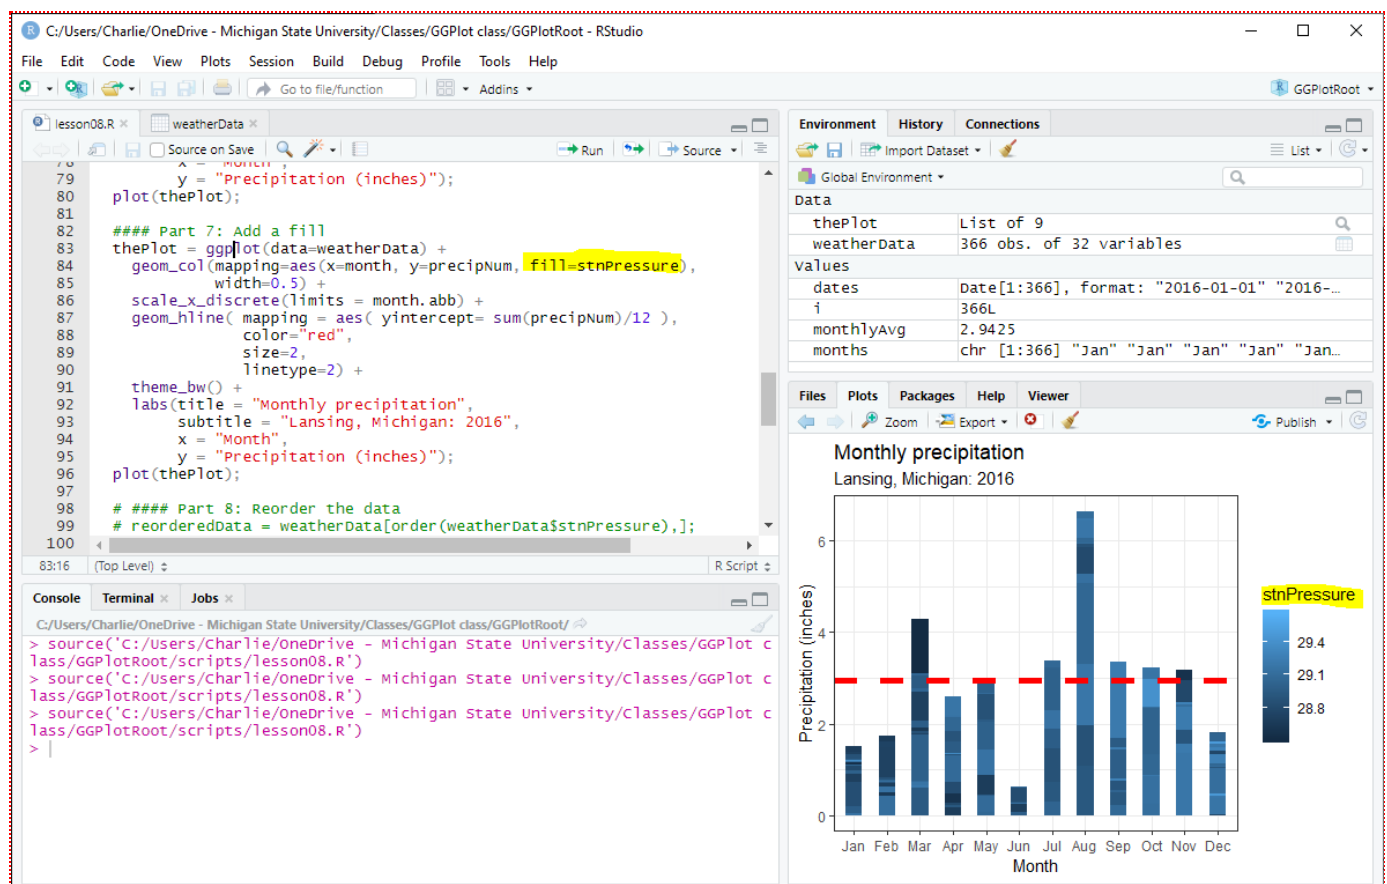 C:/Users/Charlie/OneDrive - Michigan State University/Classes/GGPlot class/GGPlotRoot - RStudio
File Edit Code View Plots Session Build Debug Profile Tools Help
Go to file/function Addins GGPlotRoot
lesson08.R weatherData
Source on Save Run Source
78 x = "Month",
79 y = "Precipitation (inches)");
80 plot(thePlot);
81
82 #### Part 7: Add a fill
83 thePlot = ggplot(data=weatherData) +
84 geom_col(mapping=aes(x=month, y=precipNum, fill=stnPressure),
85 width=0.5) +
86 scale_x_discrete(limits = month.abb) +
87 geom_hline( mapping = aes( yintercept= sum(precipNum)/12 ),
88 color="red",
89 size=2,
90 linetype=2) +
91 theme_bw() +
92 labs(title = "Monthly precipitation",
93 subtitle = "Lansing, Michigan: 2016",
94 x = "Month",
95 y = "Precipitation (inches)");
96 plot(thePlot);
97
98 # #### Part 8: Reorder the data
99 # reorderedData = weatherData[order(weatherData$stnPressure),];
100
83:16 (Top Level) R Script
Console Terminal Jobs
C:/Users/Charlie/OneDrive - Michigan State University/Classes/GGPlot class/GGPlotRoot/
> source('C:/Users/Charlie/OneDrive - Michigan State University/Classes/GGPlot c
lass/GGPlotRoot/scripts/lesson08.R')
> source('C:/Users/Charlie/OneDrive - Michigan State University/Classes/GGPlot c
lass/GGPlotRoot/scripts/lesson08.R')
> source('C:/Users/Charlie/OneDrive - Michigan State University/Classes/GGPlot c
lass/GGPlotRoot/scripts/lesson08.R')
>
Environment History Connections
Import Dataset List
Global Environment
Data
thePlot List of 9
weatherData 366 obs. of 32 variables
Values
dates Date[1:366], format: "2016-01-01" "2016-…
i 366L
monthlyAvg 2.9425
months chr [1:366] "Jan" "Jan" "Jan" "Jan" "Jan…
Files Plots Packages Help Viewer
Zoom Export Publish
Monthly precipitation
Lansing, Michigan: 2016
Precipitation (inches)
6
4
2
0
Jan Feb Mar Apr May Jun Jul Aug Sep Oct Nov Dec
Month
stnPressure
29.4
29.1
28.8